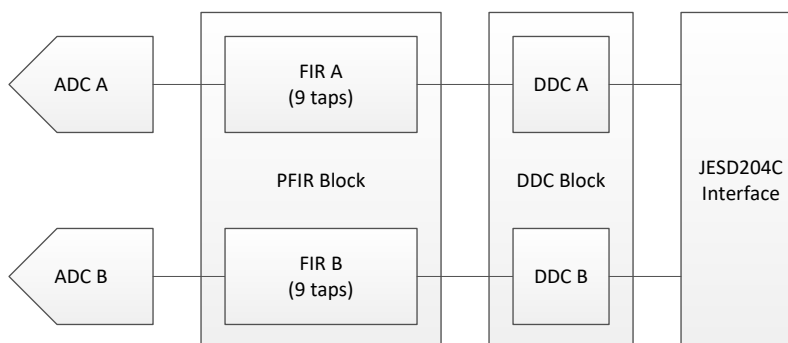 ADC A
FIR A
(9 taps)
DDC A
PFIR Block
DDC Block
JESD204C
Interface
ADC B
FIR B
(9 taps)
DDC B